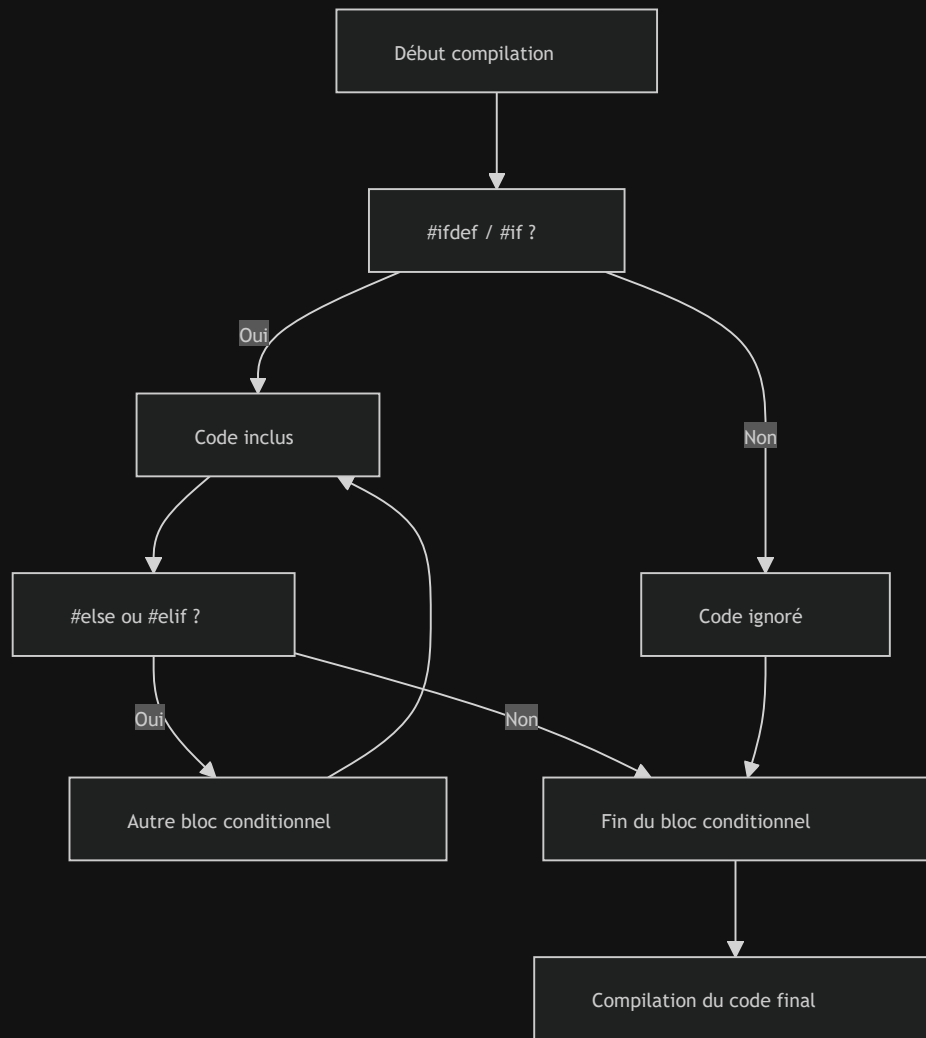 Début compilation
#ifdef / #if ?
Oui
Code inclus
Non
#else ou #elif ?
Code ignoré
Oui
Non
Autre bloc conditionnel
Fin du bloc conditionnel
Compilation du code final